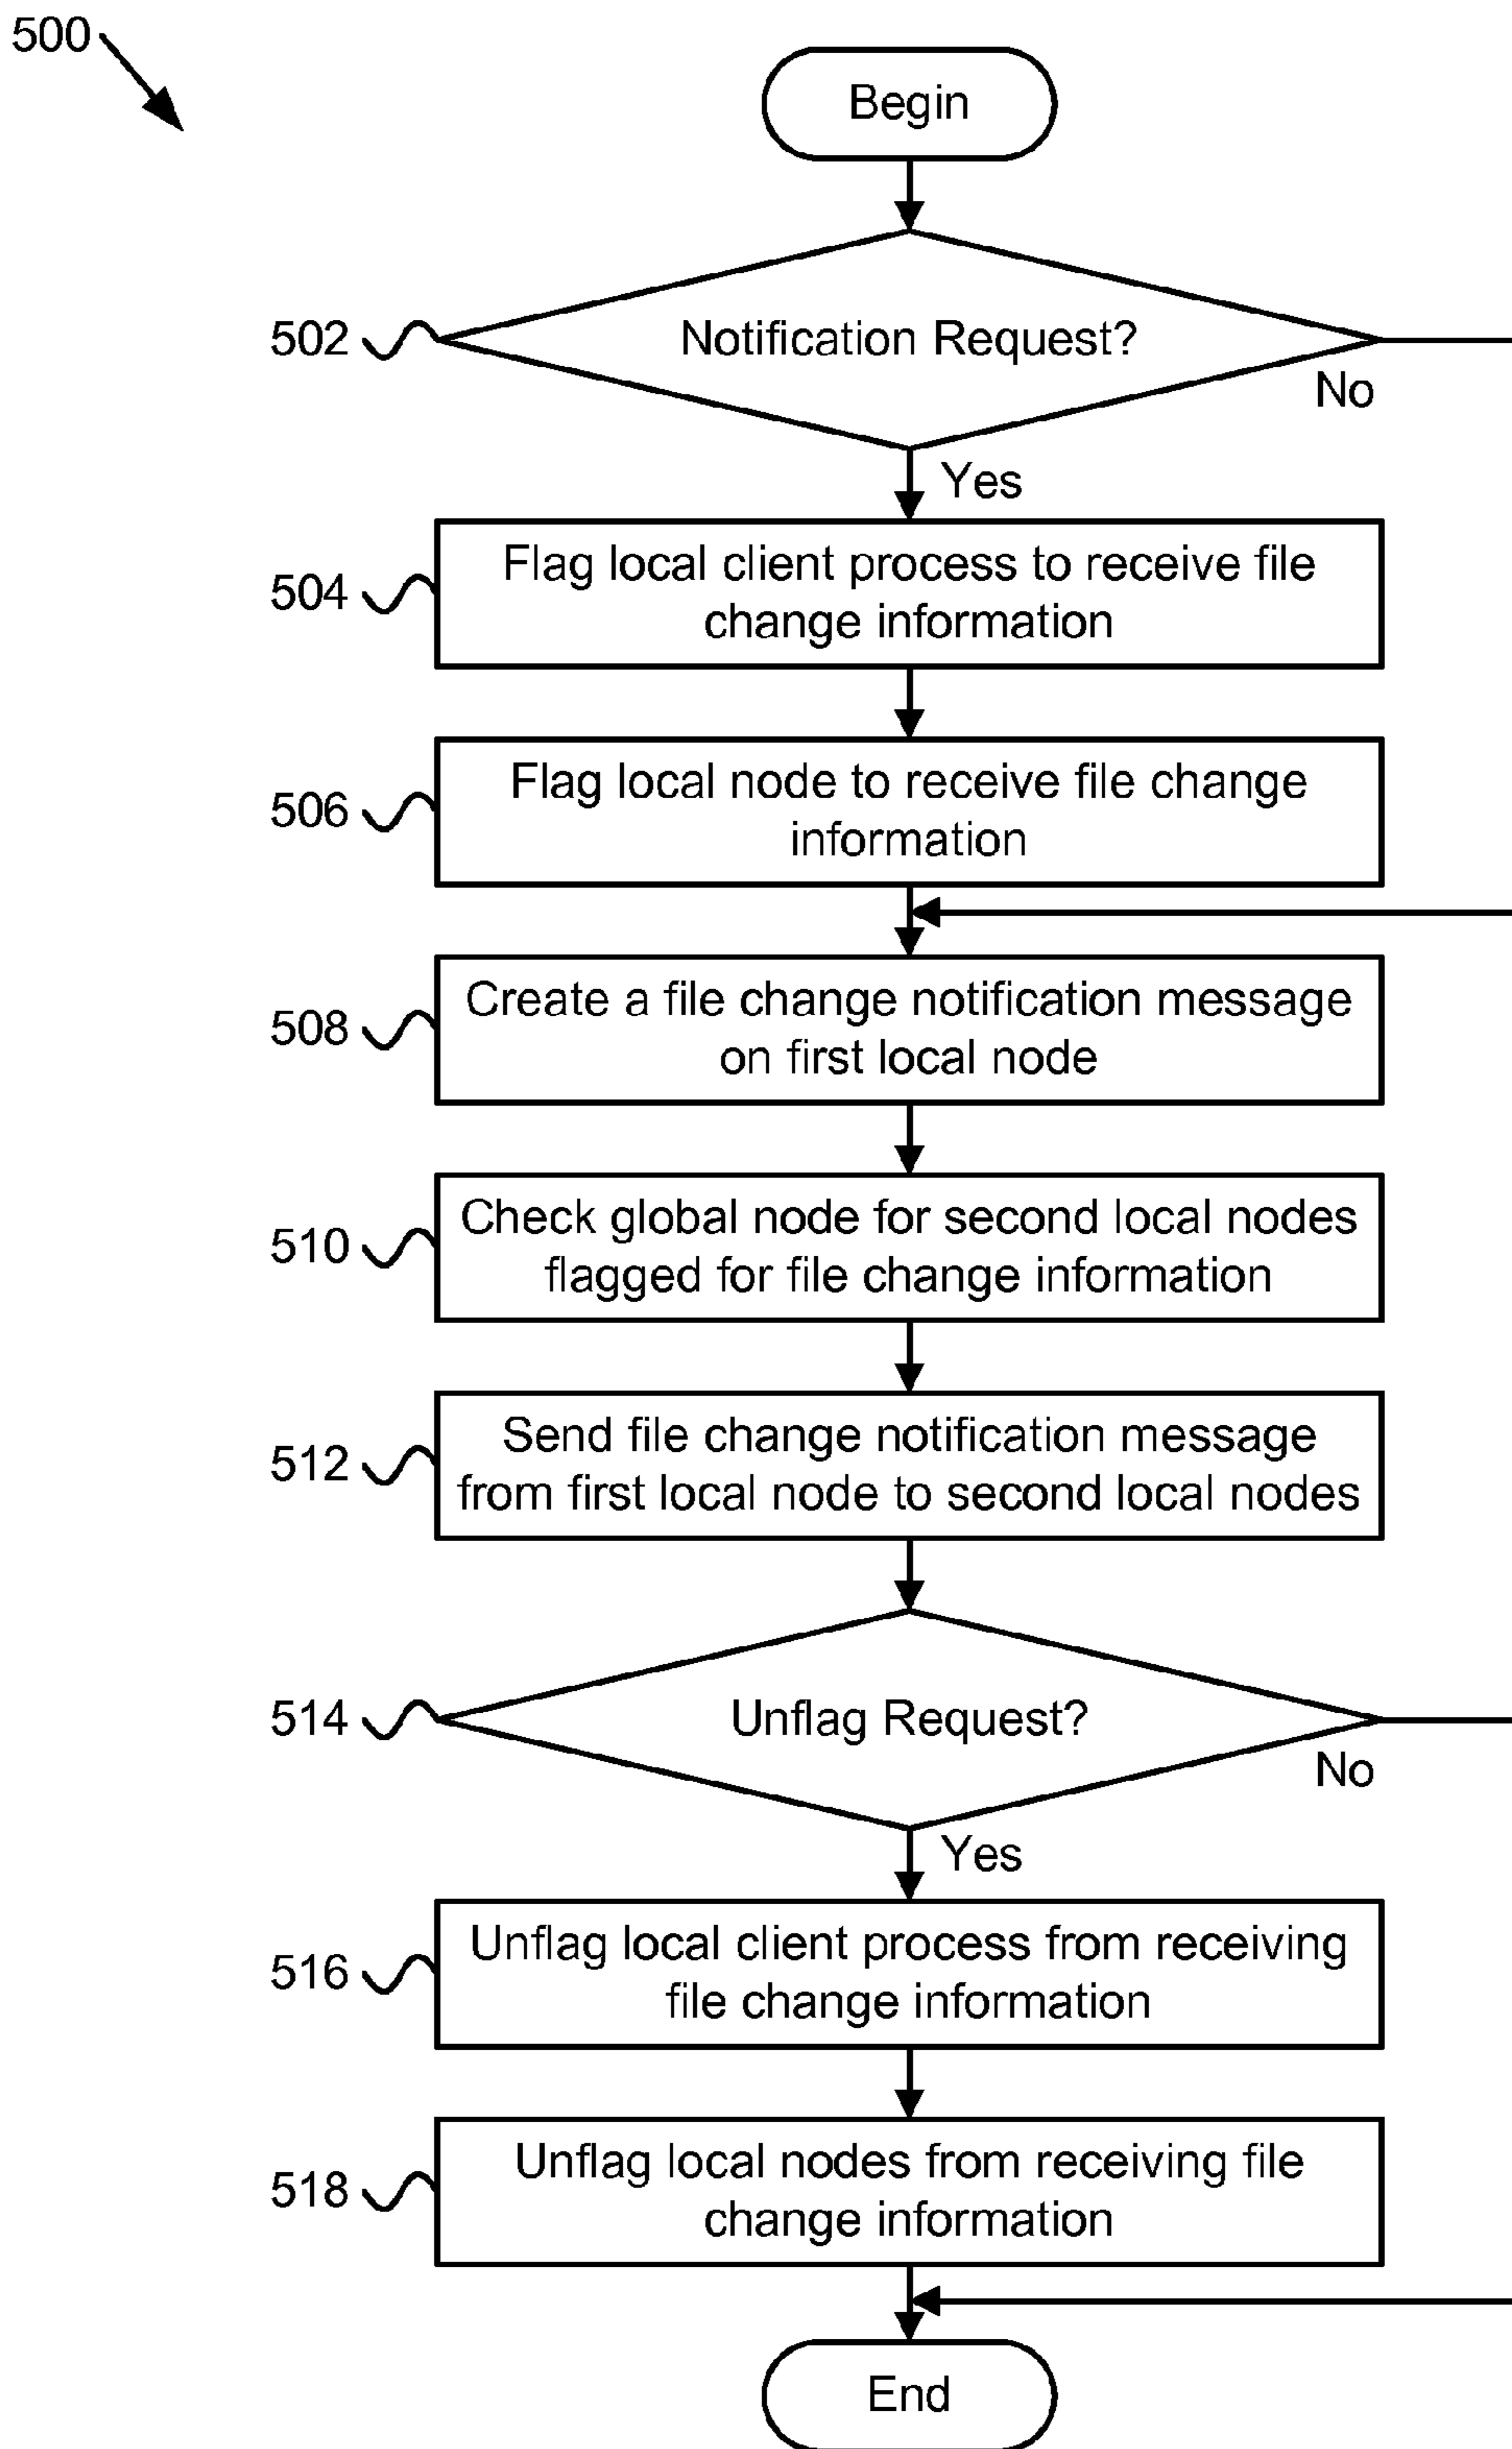 500
Begin
502
Notification Request?
No
Yes
504
Flag local client process to receive file
change information
506
Flag local node to receive file change
information
508
Create a file change notification message
on first local node
510
Check global node for second local nodes
flagged for file change information
512
Send file change notification message
from first local node to second local nodes
514
Unflag Request?
No
Yes
516
Unflag local client process from receiving
file change information
518
Unflag local nodes from receiving file
change information
End